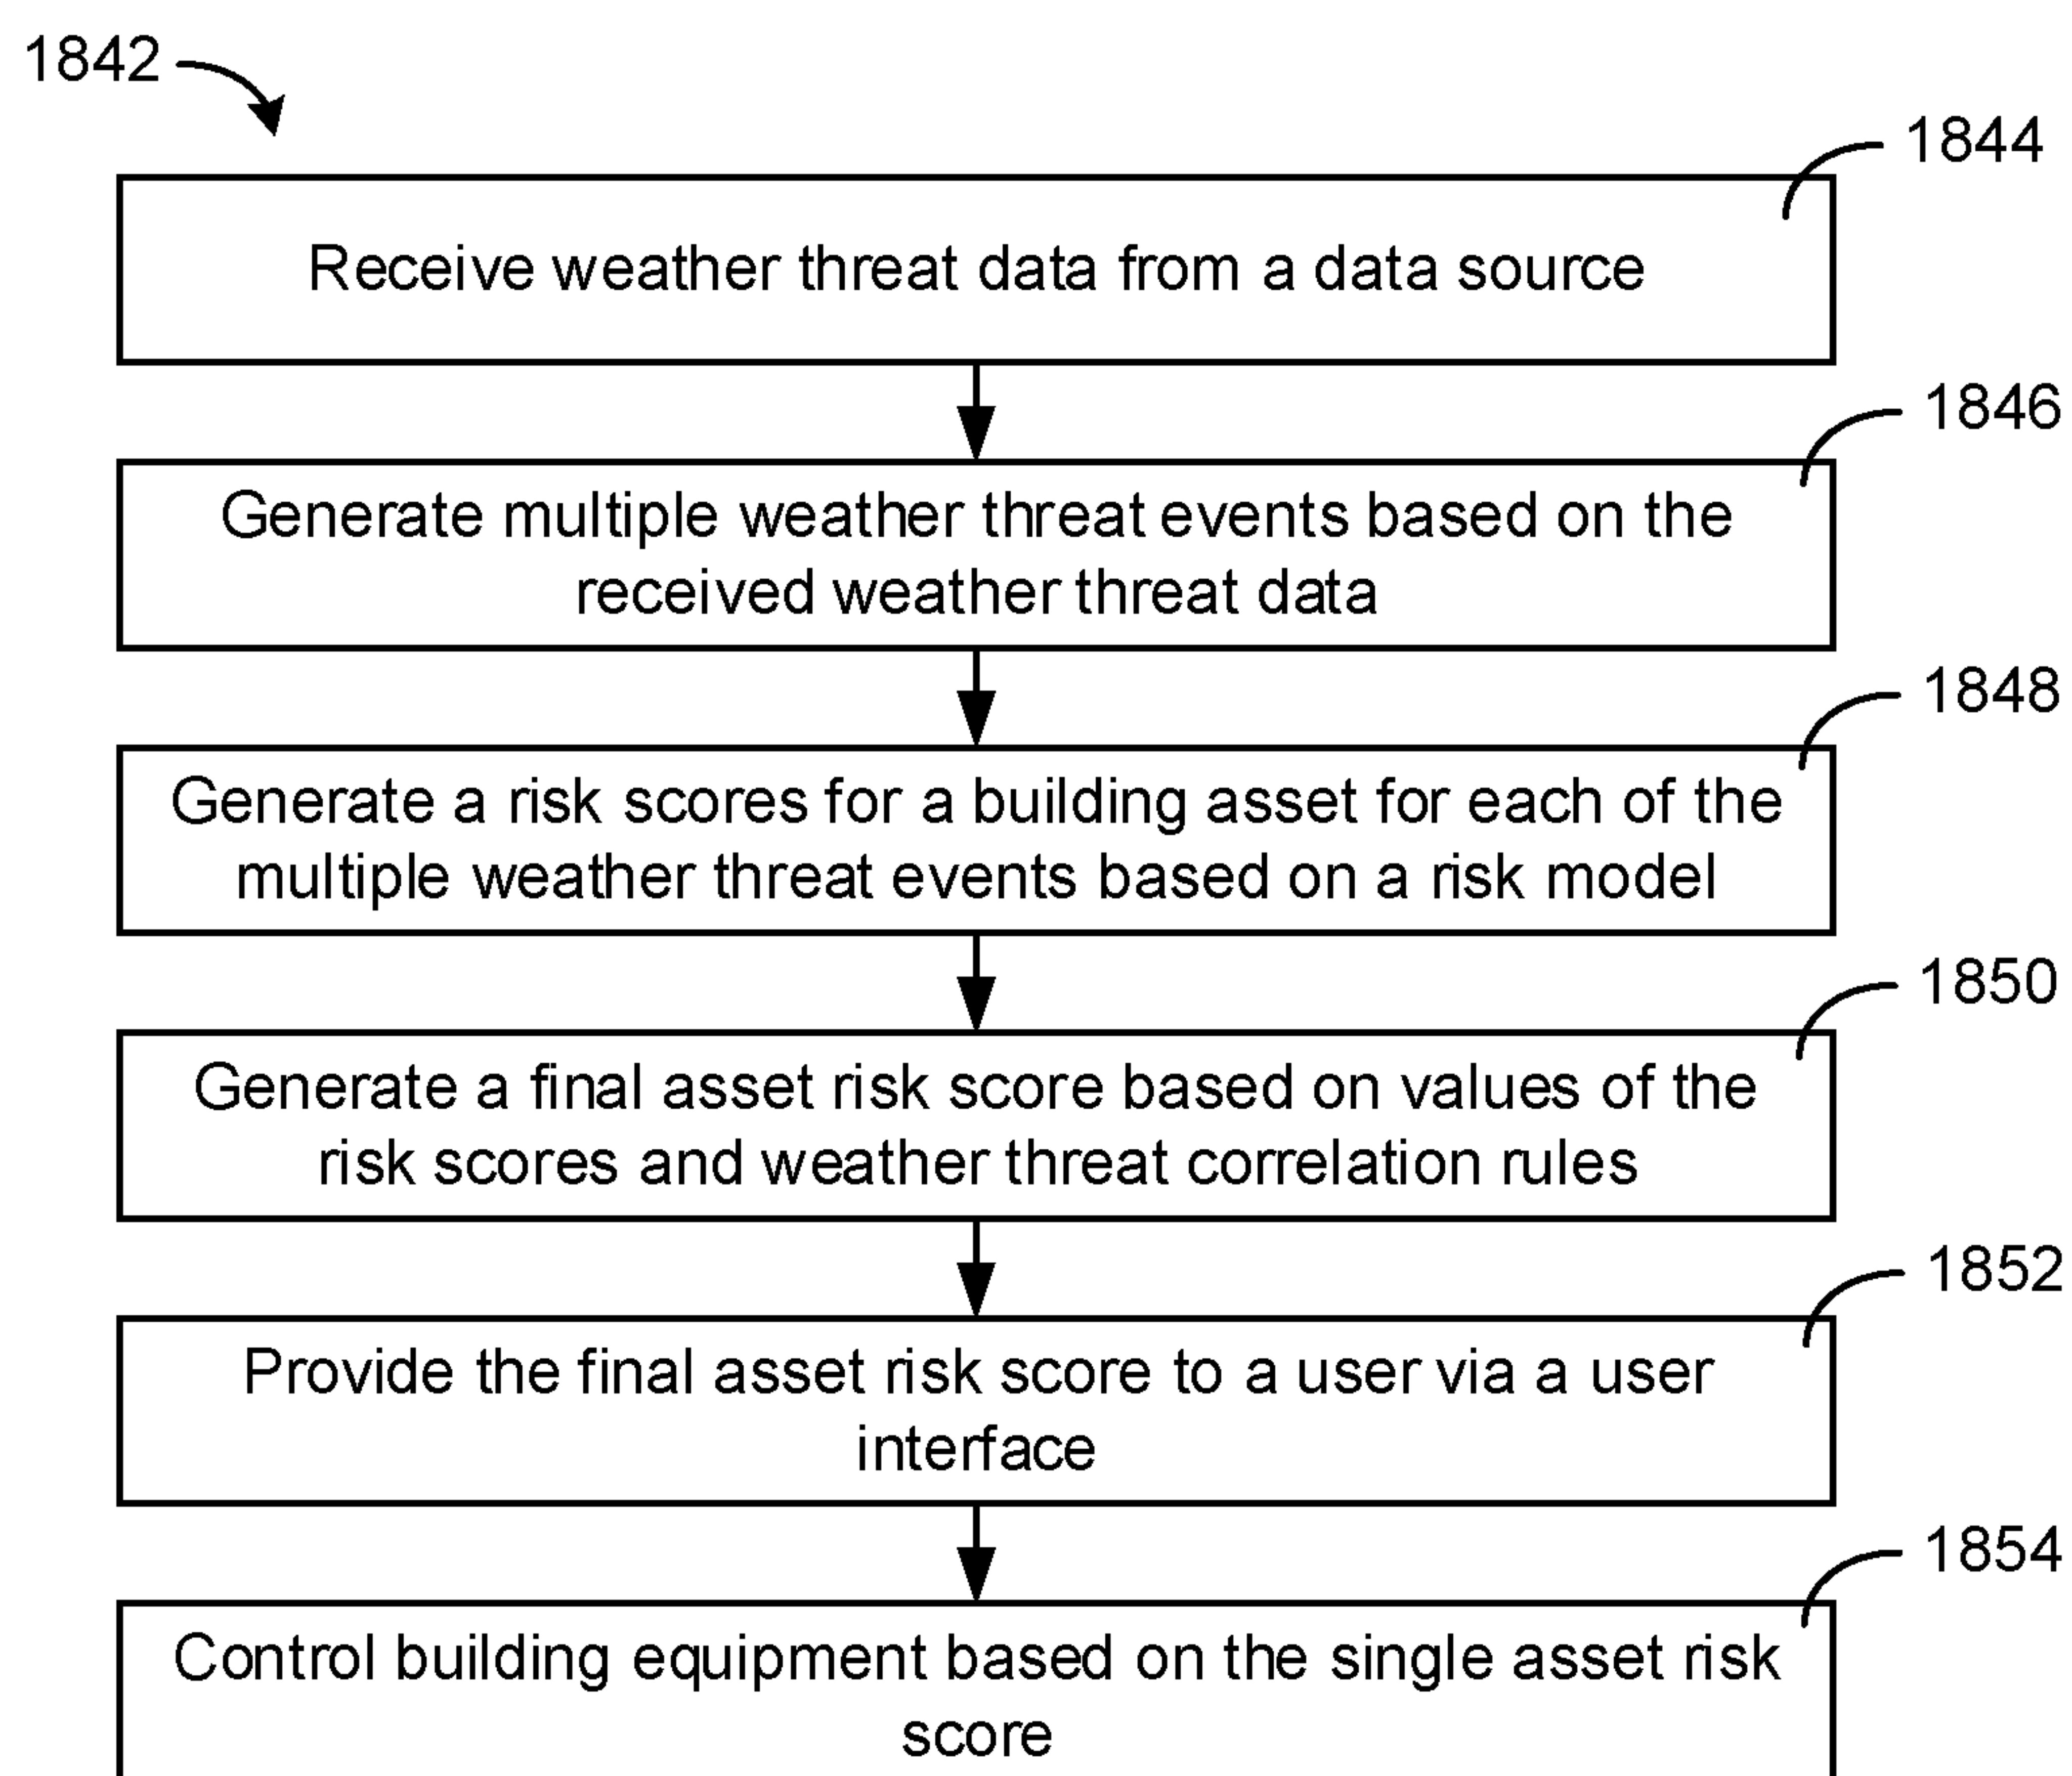 1842
1844
Receive weather threat data from a data source
1846
Generate multiple weather threat events based on the
received weather threat data
1848
Generate a risk scores for a building asset for each of the
multiple weather threat events based on a risk model
1850
Generate a final asset risk score based on values of the
risk scores and weather threat correlation rules
1852
Provide the final asset risk score to a user via a user
interface
1854
Control building equipment based on the single asset risk
score